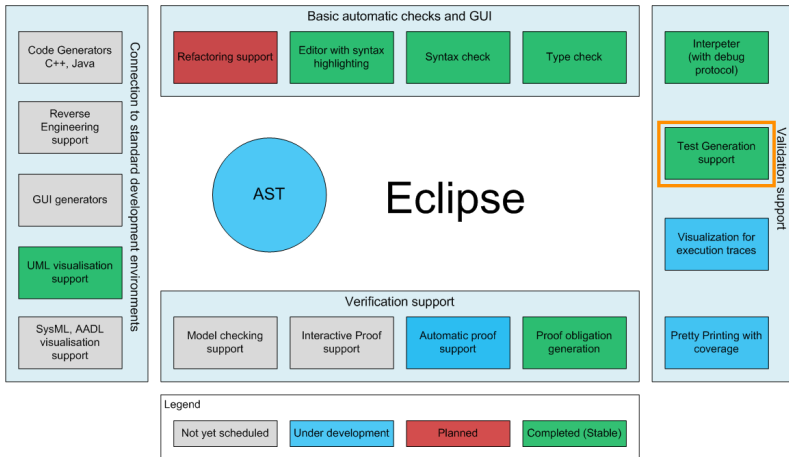 Basic automatic checks and GUI
Refactoring support
Editor with syntax
highlighting
Syntax check
Type check
Connection to standard development environments
Code Generators
C++, Java
Reverse
Engineering
support
GUI generators
UML visualisation
support
SysML, AADL
visualisation
support
AST
Eclipse
Validation support
Interpeter
(with debug
protocol)
Test Generation
support
Visualization for
execution traces
Pretty Printing with
coverage
Verification support
Model checking
support
Interactive Proof
support
Automatic proof
support
Proof obligation
generation
Legend
Not yet scheduled
Under development
Planned
Completed (Stable)